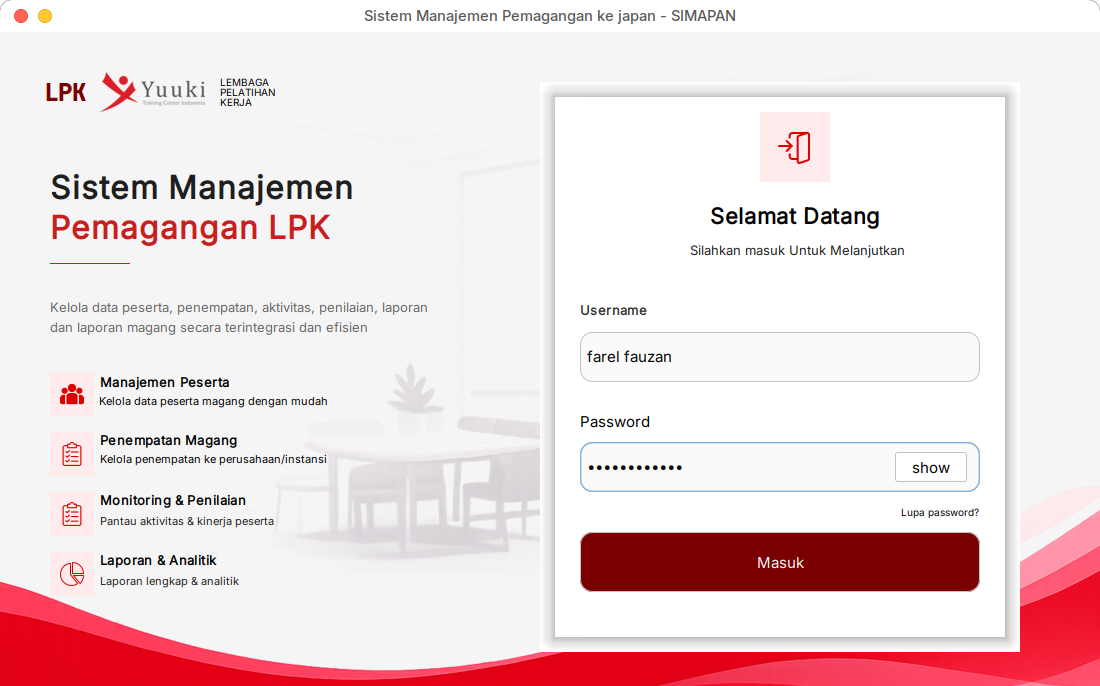 Sistem Manajemen Pemagangan ke japan - SIMAPAN
LPK
Yuuki
Training Center Indonesia
LEMBAGA
PELATIHAN
KERJA
Sistem Manajemen
Pemagangan LPK
Kelola data peserta, penempatan, aktivitas, penilaian, laporan
dan laporan magang secara terintegrasi dan efisien
Manajemen Peserta
Kelola data peserta magang dengan mudah
Penempatan Magang
Kelola penempatan ke perusahaan/instansi
Monitoring & Penilaian
Pantau aktivitas & kinerja peserta
Laporan & Analitik
Laporan lengkap & analitik
Selamat Datang
Silahkan masuk Untuk Melanjutkan
Username
farel fauzan
Password
••••••••••••
show
Lupa password?
Masuk